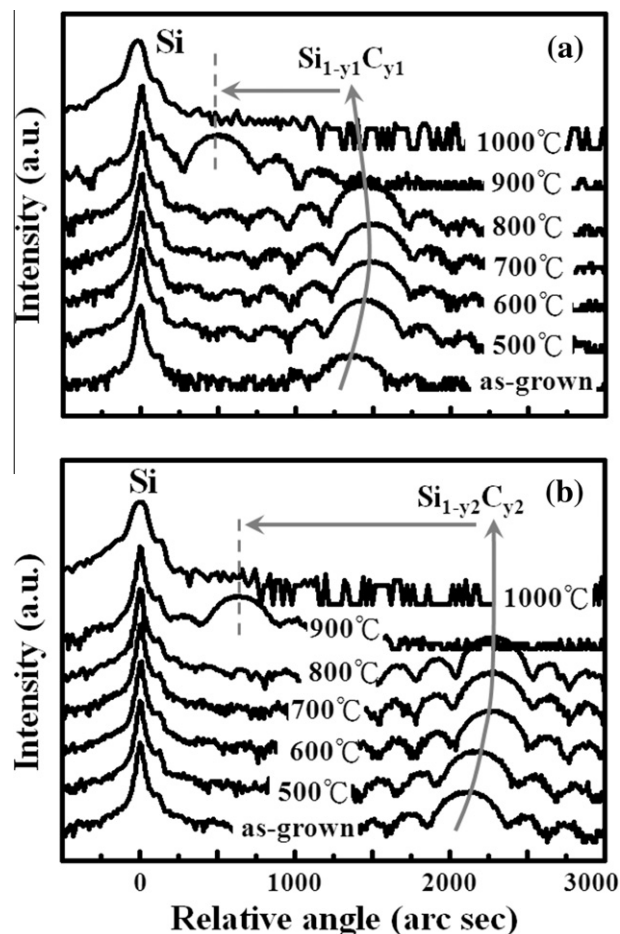 Si
Si1-y1Cy1
(a)
1000℃
900℃
800℃
700℃
600℃
500℃
as-grown
Intensity (a.u.)
Si
Si1-y2Cy2
(b)
1000℃
900℃
800℃
700℃
600℃
500℃
as-grown
Intensity (a.u.)
0 1000 2000 3000
Relative angle (arc sec)